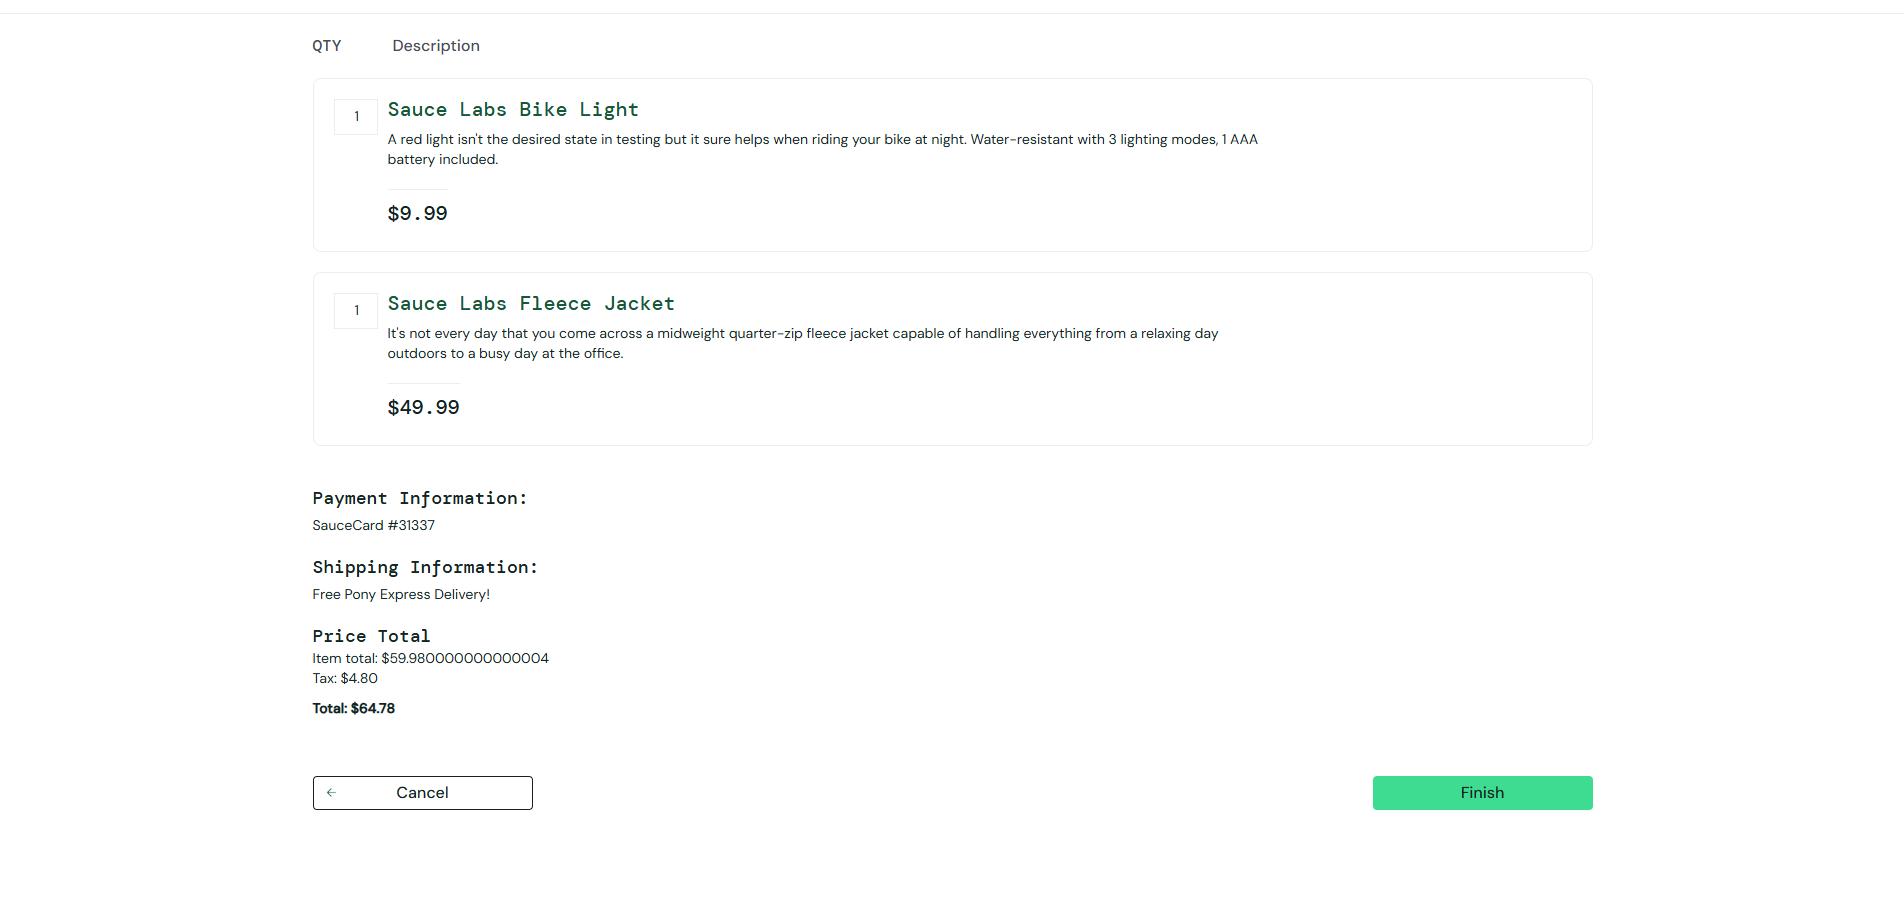 QTY Description
1 Sauce Labs Bike Light
A red light isn't the desired state in testing but it sure helps when riding your bike at night. Water-resistant with 3 lighting modes, 1 AAA
battery included.
$9.99
1 Sauce Labs Fleece Jacket
It's not every day that you come across a midweight quarter-zip fleece jacket capable of handling everything from a relaxing day
outdoors to a busy day at the office.
$49.99
Payment Information:
SauceCard #31337
Shipping Information:
Free Pony Express Delivery!
Price Total
Item total: $59.980000000000004
Tax: $4.80
Total: $64.78
Cancel Finish